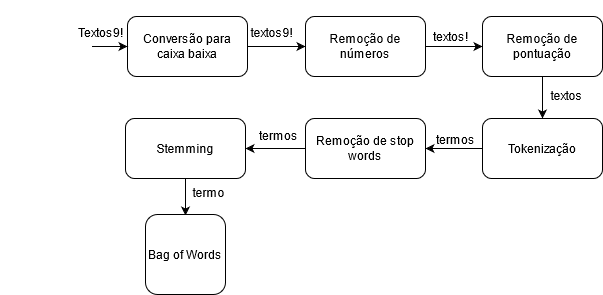 Textos9!
Conversão para
caixa baixa
textos9!
Remoção de
números
textos!
Remoção de
pontuação
textos
Tokenização
termos
Remoção de stop
words
termos
Stemming
termo
Bag of Words